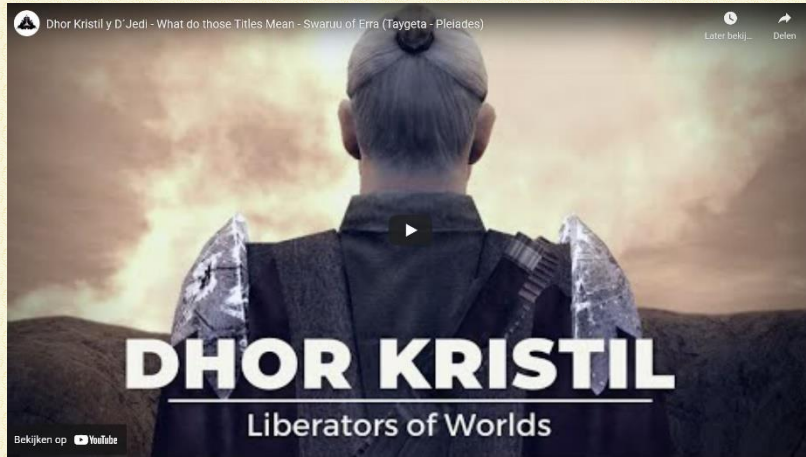 Dhor Kristil y D´Jedi - What do those Titles Mean - Swaruu of Erra (Taygeta - Pleiades)
Later bekij...
Delen
DHOR KRISTIL
Liberators of Worlds
Bekijken op YouTube